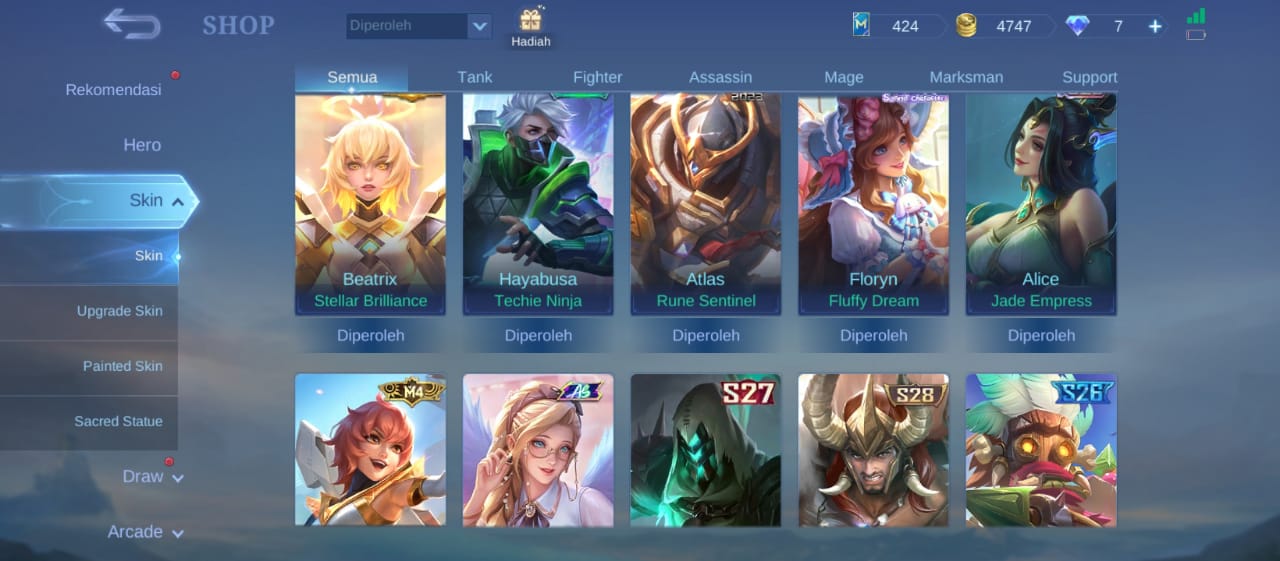 SHOP
Diperoleh
Hadiah
424
4747
7
Rekomendasi
Hero
Skin
Skin
Upgrade Skin
Painted Skin
Sacred Statue
Draw
Arcade
Semua Tank Fighter Assassin Mage Marksman Support
Beatrix
Stellar Brilliance
Diperoleh
Hayabusa
Techie Ninja
Diperoleh
Atlas
Rune Sentinel
Diperoleh
Floryn
Fluffy Dream
Diperoleh
Alice
Jade Empress
Diperoleh
M4
S27
S28
S26